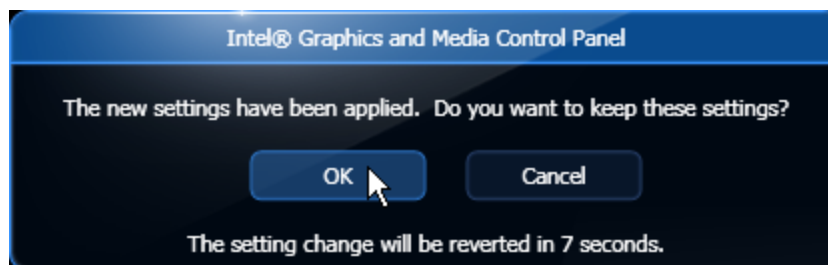 Intel® Graphics and Media Control Panel
The new settings have been applied.  Do you want to keep these settings?
OK
Cancel
The setting change will be reverted in 7 seconds.